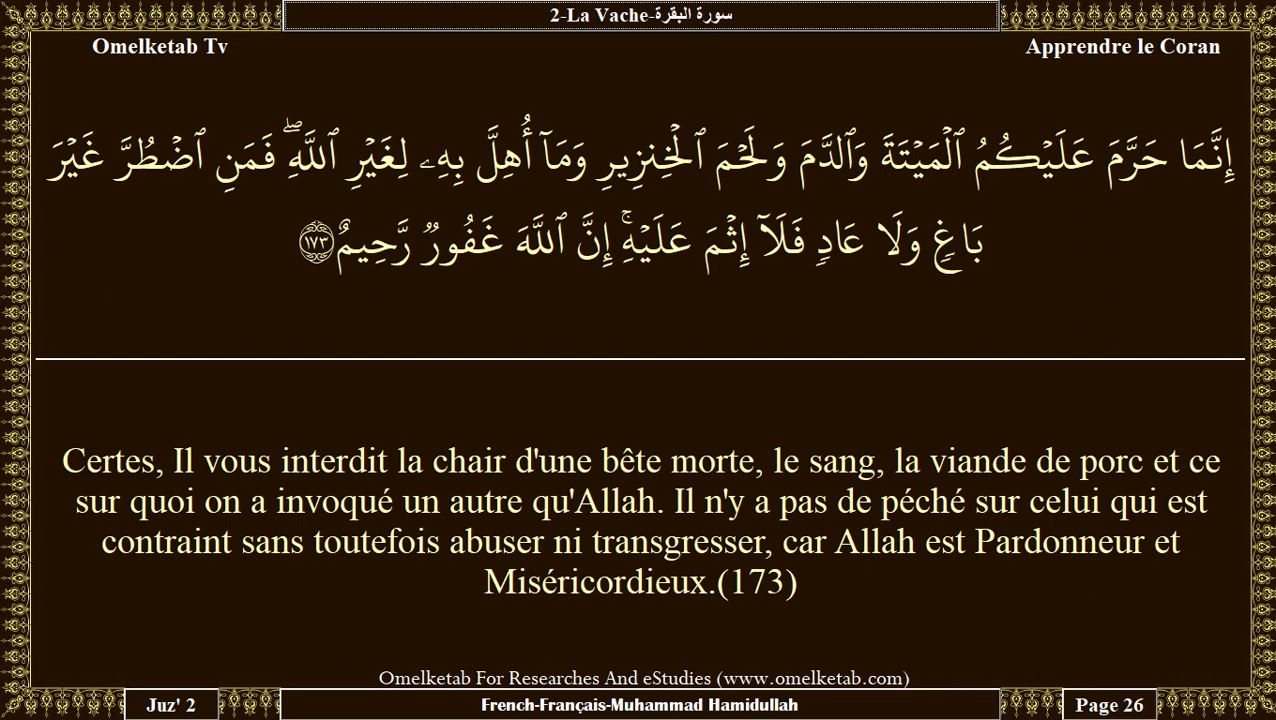 2-La Vache-سورة البقرة
Omelketab Tv
Apprendre le Coran
إِنَّمَا حَرَّمَ عَلَيْكُمُ ٱلْمَيْتَةَ وَٱلدَّمَ وَلَحْمَ ٱلْخِنزِيرِ وَمَآ أُهِلَّ بِهِۦ لِغَيْرِ ٱللَّهِ ۖ فَمَنِ ٱضْطُرَّ غَيْرَ
بَاغٍ وَلَا عَادٍ فَلَآ إِثْمَ عَلَيْهِ ۚ إِنَّ ٱللَّهَ غَفُورٌ رَّحِيمٌ ١٧٣
Certes, Il vous interdit la chair d'une bête morte, le sang, la viande de porc et ce
sur quoi on a invoqué un autre qu'Allah. Il n'y a pas de péché sur celui qui est
contraint sans toutefois abuser ni transgresser, car Allah est Pardonneur et
Miséricordieux.(173)
Omelketab For Researches And eStudies (www.omelketab.com)
Juz' 2
French-Français-Muhammad Hamidullah
Page 26